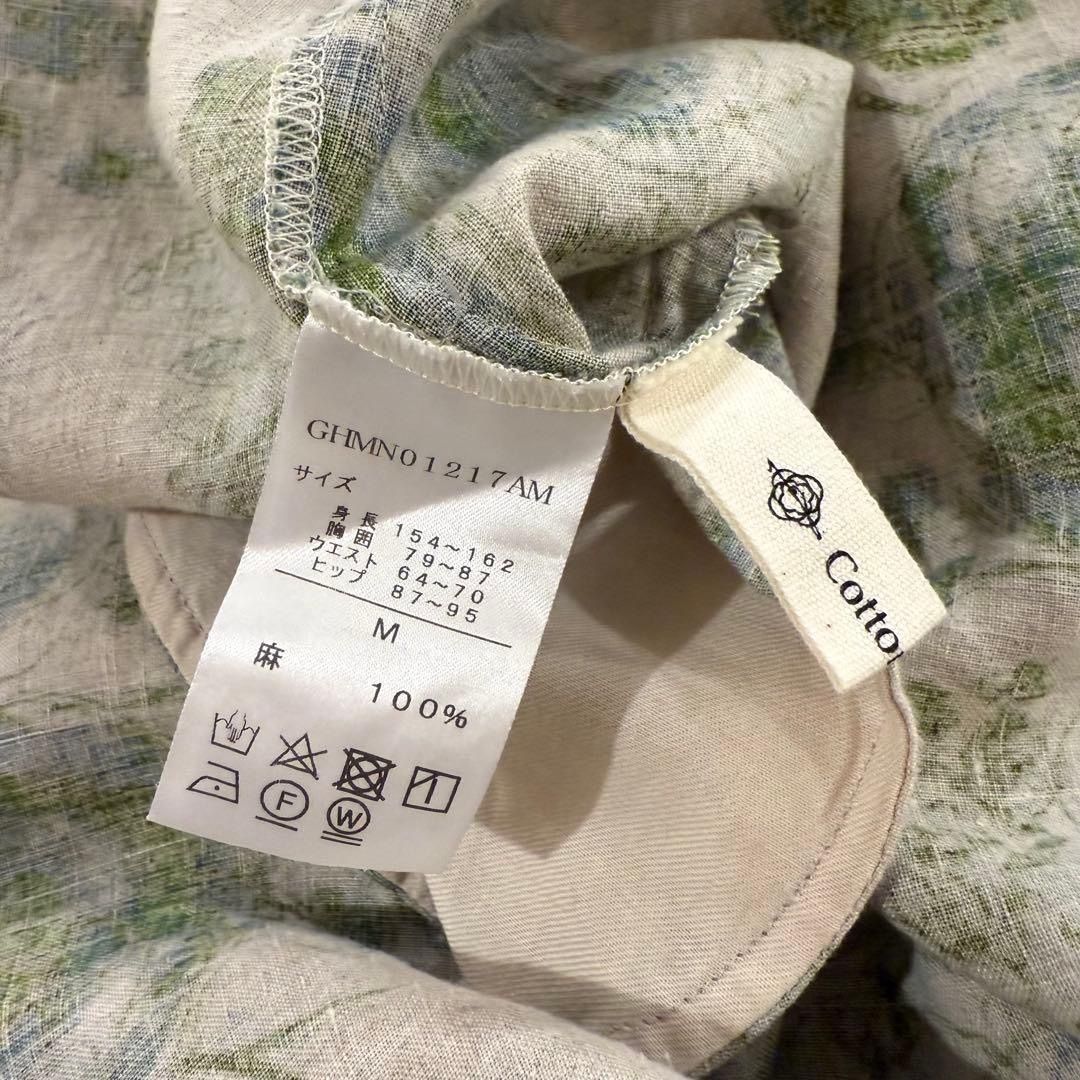 GHMN01217AM
サイズ
身長 154～162
胸囲 79～87
ウエスト 64～70
ヒップ 87～95
M
麻
100%
1
F
W
Cotto